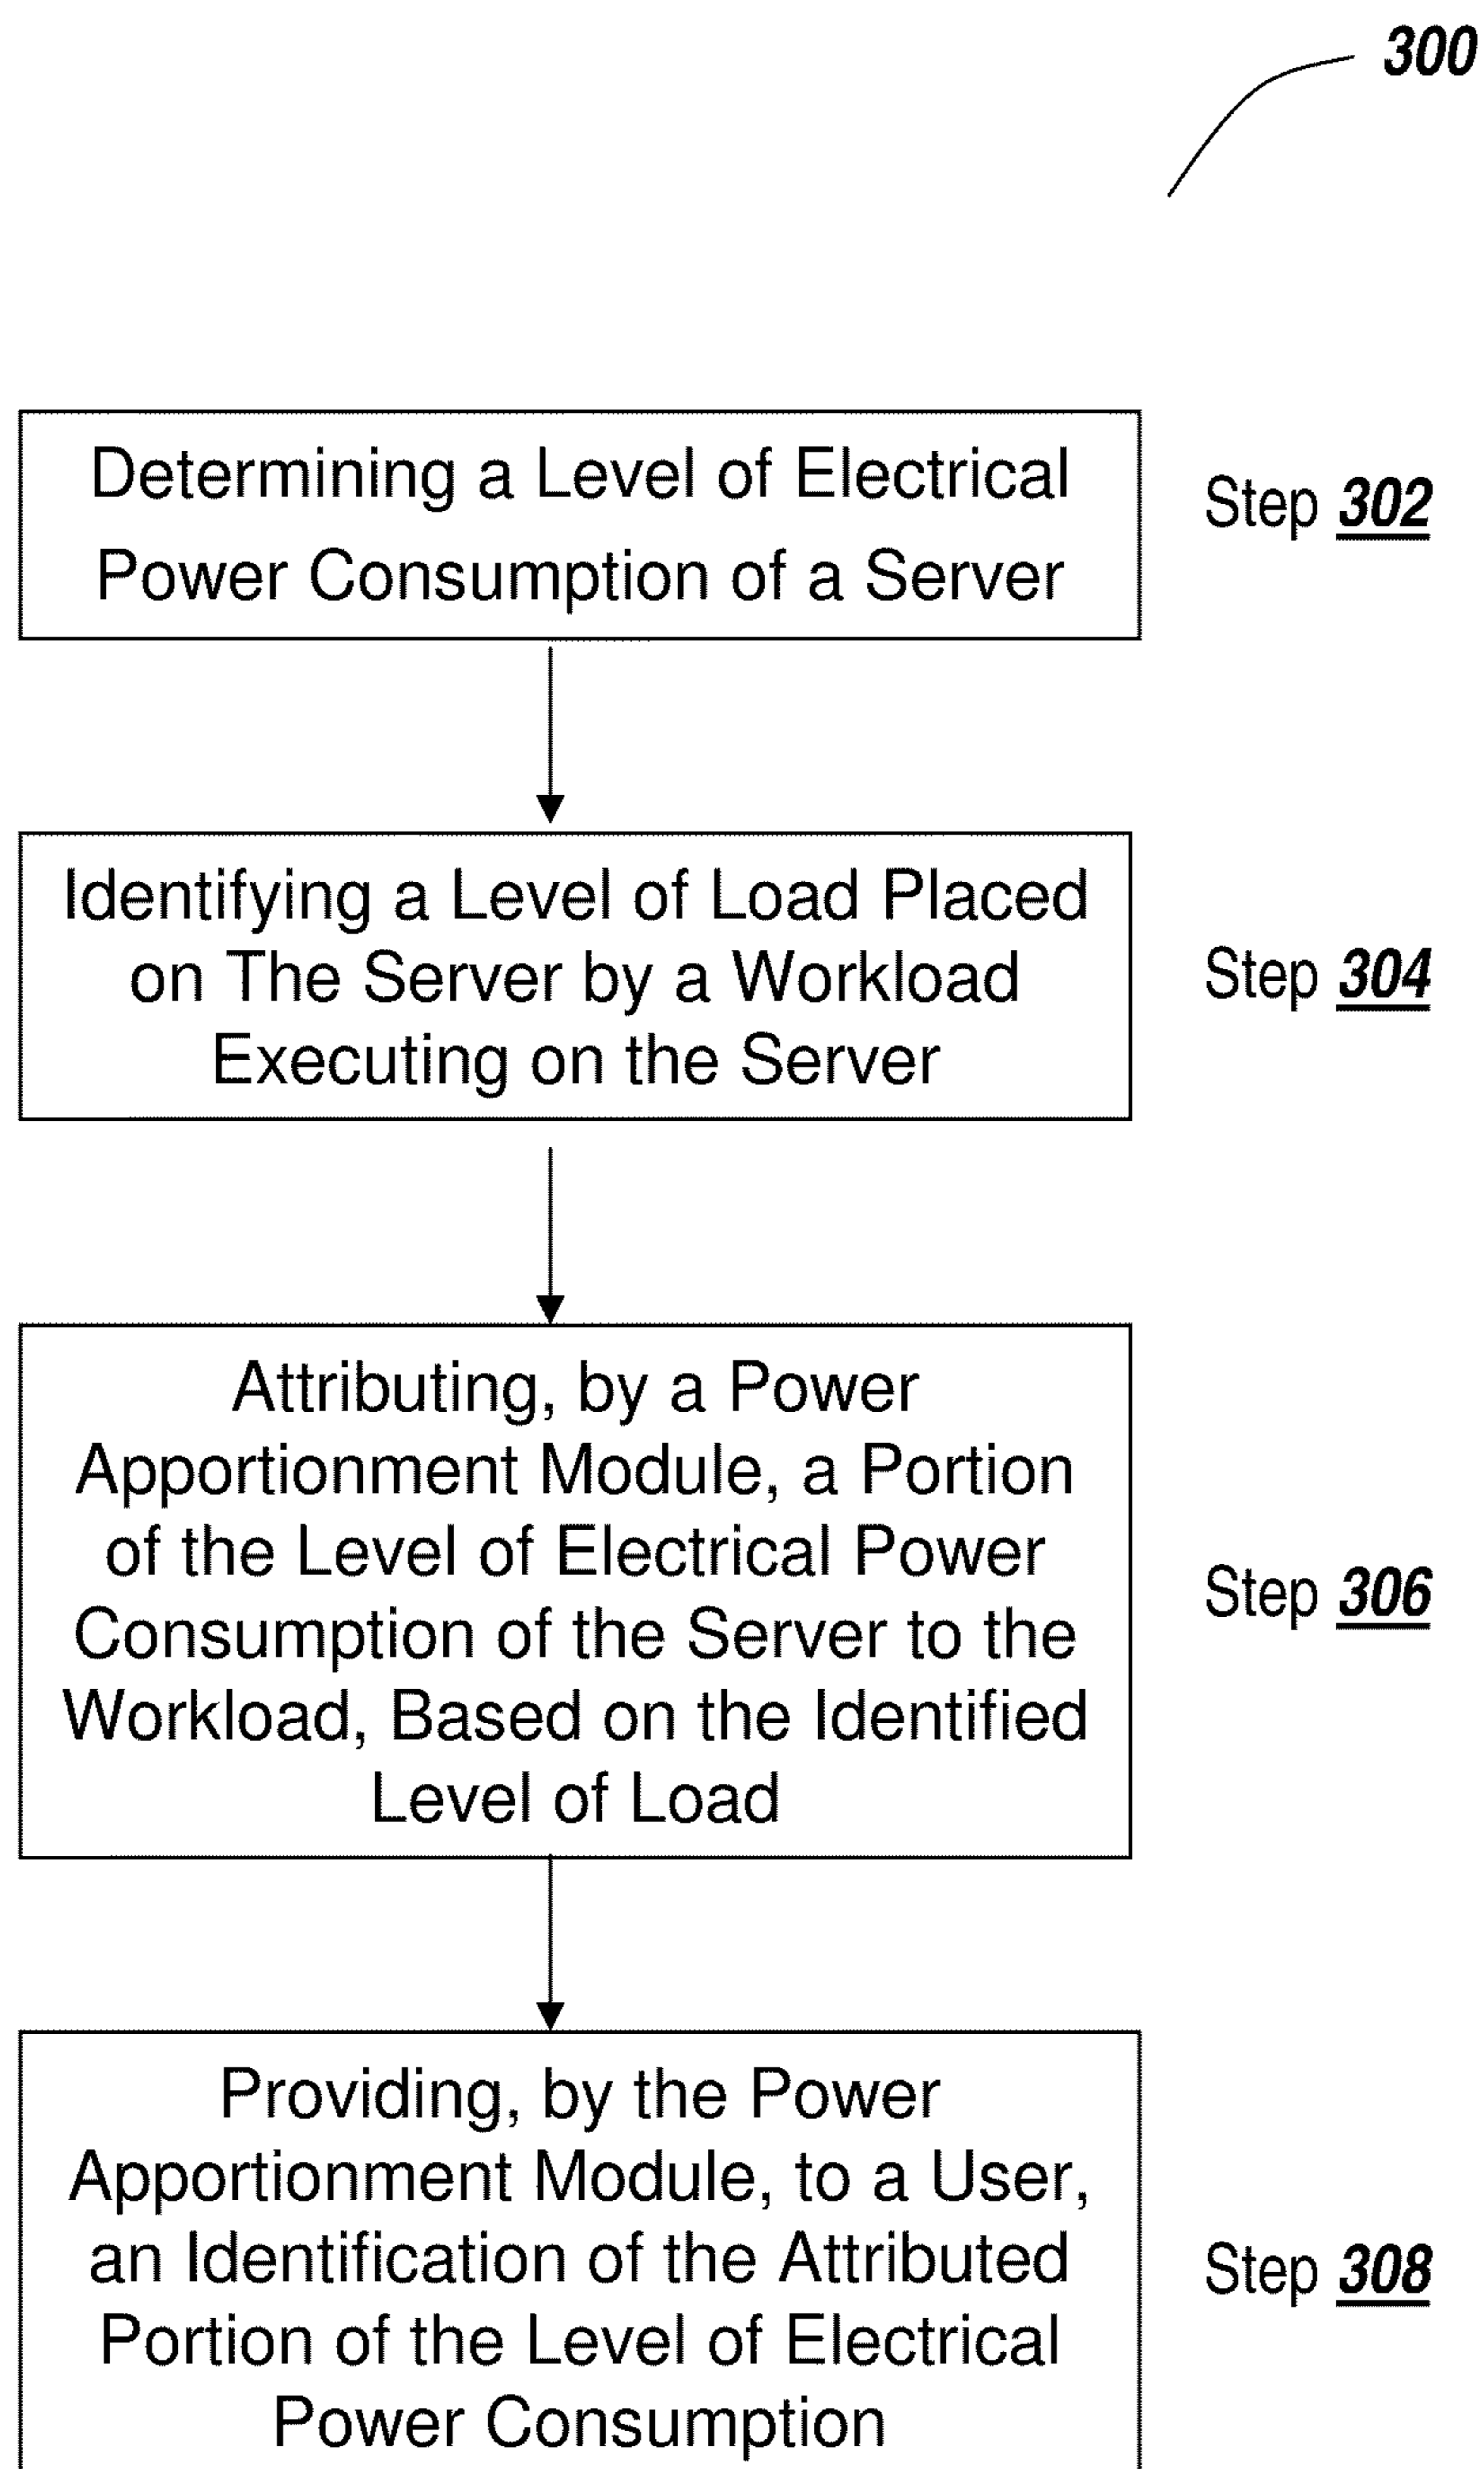 300
Determining a Level of Electrical
Power Consumption of a Server
Step 302
Identifying a Level of Load Placed
on The Server by a Workload
Executing on the Server
Step 304
Attributing, by a Power
Apportionment Module, a Portion
of the Level of Electrical Power
Consumption of the Server to the
Workload, Based on the Identified
Level of Load
Step 306
Providing, by the Power
Apportionment Module, to a User,
an Identification of the Attributed
Portion of the Level of Electrical
Power Consumption
Step 308